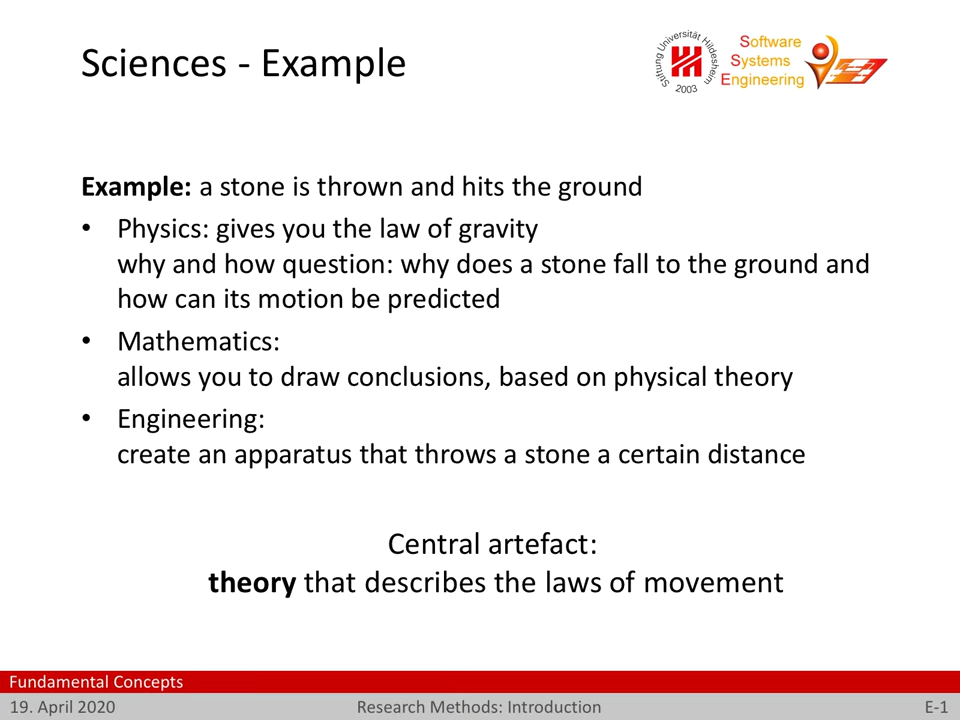 Sciences - Example
Stiftung Universität Hildesheim
2003
Software
Systems
Engineering
Example: a stone is thrown and hits the ground
• Physics: gives you the law of gravity
why and how question: why does a stone fall to the ground and
how can its motion be predicted
• Mathematics:
allows you to draw conclusions, based on physical theory
• Engineering:
create an apparatus that throws a stone a certain distance
Central artefact:
theory that describes the laws of movement
Fundamental Concepts
19. April 2020 Research Methods: Introduction E-1